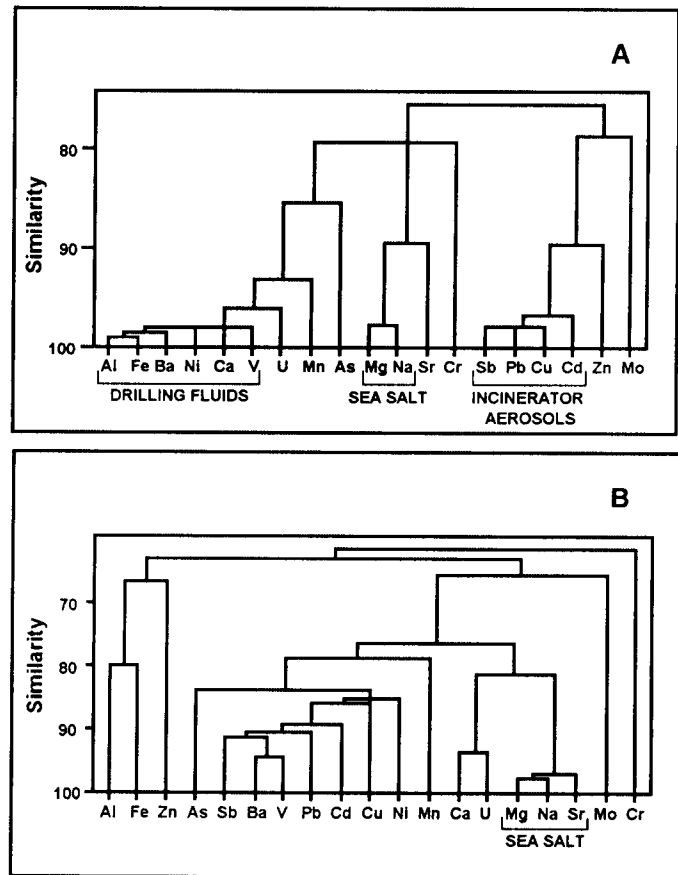 A
Similarity
80
90
100
Al Fe Ba Ni Ca V U Mn As Mg Na Sr Cr Sb Pb Cu Cd Zn Mo
DRILLING FLUIDS SEA SALT INCINERATOR
AEROSOLS
B
Similarity
70
80
90
100
Al Fe Zn As Sb Ba V Pb Cd Cu Ni Mn Ca U Mg Na Sr Mo Cr
SEA SALT